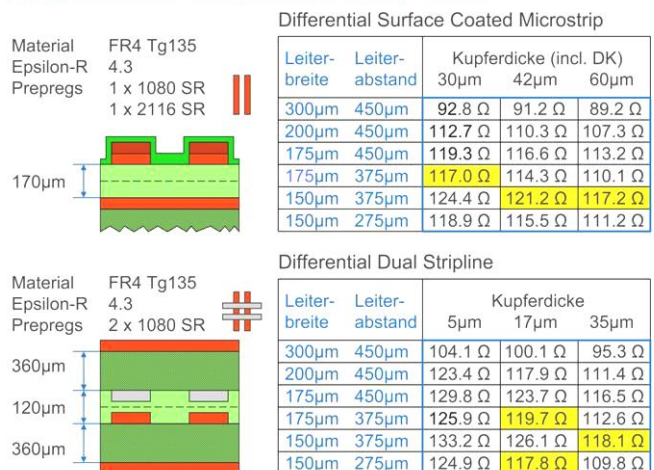 Differential Surface Coated Microstrip
Material FR4 Tg135
Epsilon-R 4.3
Prepregs 1 x 1080 SR
1 x 2116 SR
170µm
Leiter- Leiter- Kupferdicke (incl. DK)
breite abstand 30µm 42µm 60µm
300µm 450µm 92.8 Ω 91.2 Ω 89.2 Ω
200µm 450µm 112.7 Ω 110.3 Ω 107.3 Ω
175µm 450µm 119.3 Ω 116.6 Ω 113.2 Ω
175µm 375µm 117.0 Ω 114.3 Ω 110.1 Ω
150µm 375µm 124.4 Ω 121.2 Ω 117.2 Ω
150µm 275µm 118.9 Ω 115.5 Ω 111.2 Ω
Differential Dual Stripline
Material FR4 Tg135
Epsilon-R 4.3
Prepregs 2 x 1080 SR
360µm
120µm
360µm
Leiter- Leiter- Kupferdicke
breite abstand 5µm 17µm 35µm
300µm 450µm 104.1 Ω 100.1 Ω 95.3 Ω
200µm 450µm 123.4 Ω 117.9 Ω 111.4 Ω
175µm 450µm 129.8 Ω 123.7 Ω 116.5 Ω
175µm 375µm 125.9 Ω 119.7 Ω 112.6 Ω
150µm 375µm 133.2 Ω 126.1 Ω 118.1 Ω
150µm 275µm 124.9 Ω 117.8 Ω 109.8 Ω